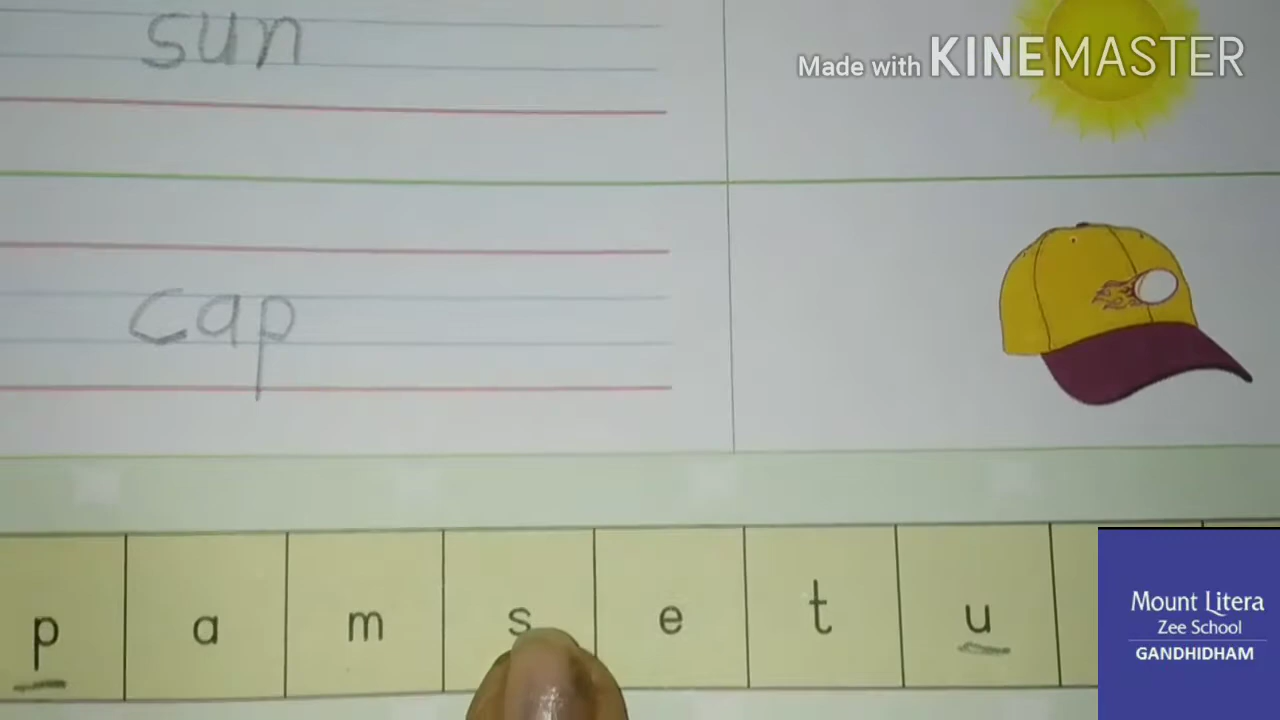 sun
Made with KINEMASTER
cap
p a m s e t u
Mount Litera
Zee School
GANDHIDHAM